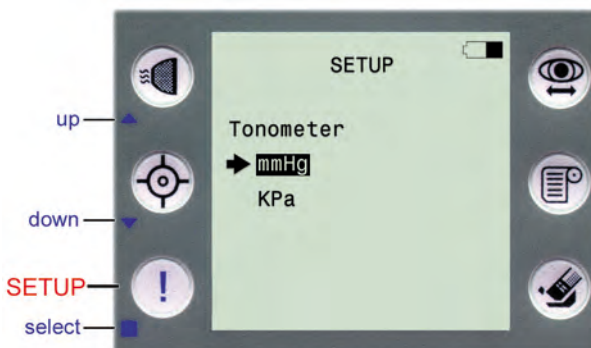 SETUP
Tonometer
mmHg
KPa
up
down
!
SETUP
select